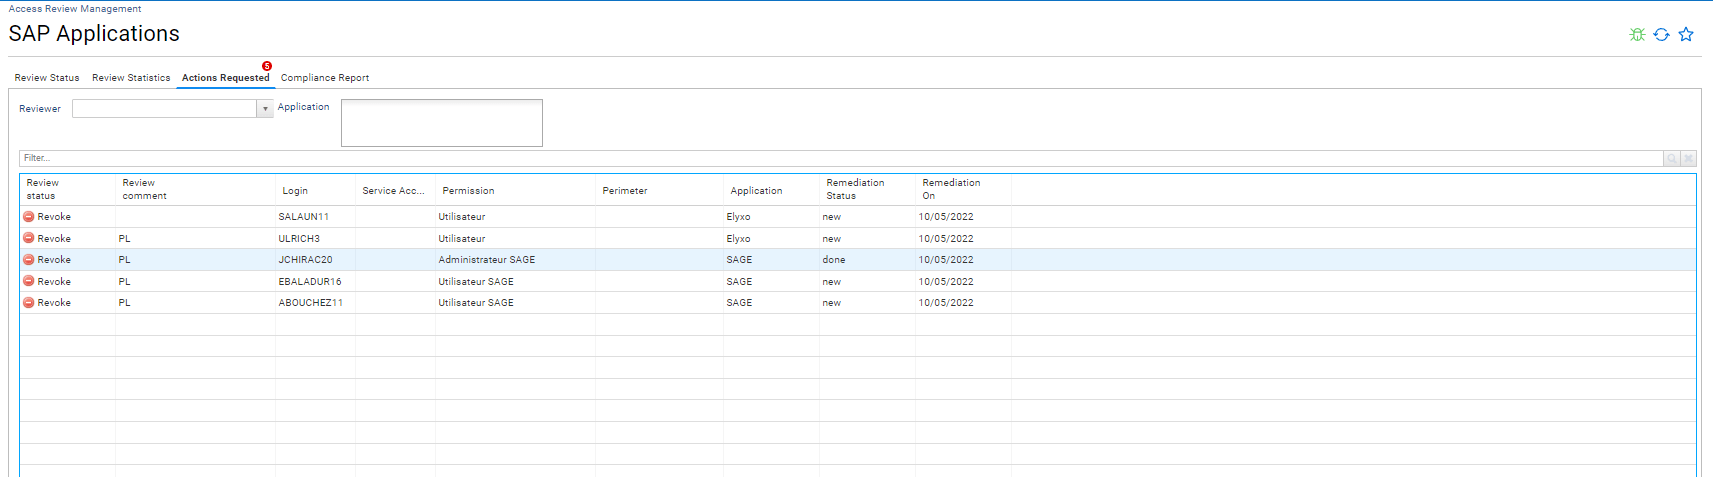 Access Review Management
SAP Applications
5
Review Status Review Statistics Actions Requested Compliance Report
Reviewer Application
Filter...
Review status Review comment Login Service Acc... Permission Perimeter Application Remediation Status Remediation On
Revoke SALAUN11 Utilisateur Elyxo new 10/05/2022
Revoke PL ULRICH3 Utilisateur Elyxo new 10/05/2022
Revoke PL JCHIRAC20 Administrateur SAGE SAGE done 10/05/2022
Revoke PL EBALADUR16 Utilisateur SAGE SAGE new 10/05/2022
Revoke PL ABOUCHEZ11 Utilisateur SAGE SAGE new 10/05/2022